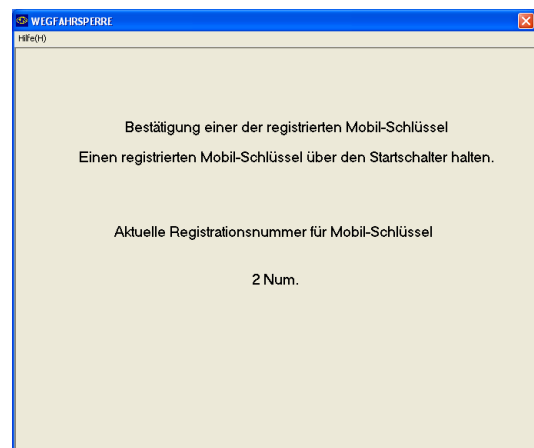 WEGFAHRSPERRE
Hilfe(H)
Bestätigung einer der registrierten Mobil-Schlüssel
Einen registrierten Mobil-Schlüssel über den Startschalter halten.
Aktuelle Registrationsnummer für Mobil-Schlüssel
2 Num.